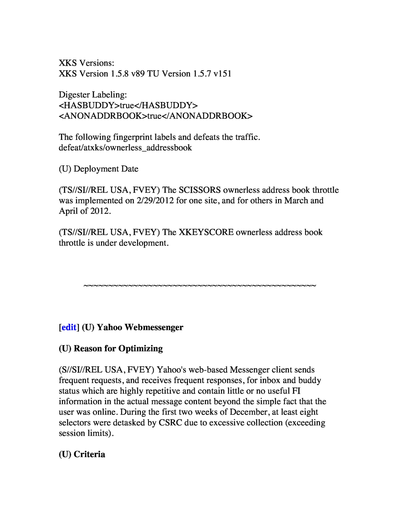 XKS Versions:
XKS Version 1.5.8 v89 TU Version 1.5.7 v151
Digester Labeling:
<HASBUDDY>true</HASBUDDY>
<ANONADDRBOOK>true</ANONADDRBOOK>
The following fingerprint labels and defeats the traffic.
defeat/atxks/ownerless_addressbook
(U) Deployment Date
(TS//SI//REL USA, FVEY) The SCISSORS ownerless address book throttle
was implemented on 2/29/2012 for one site, and for others in March and
April of 2012.
(TS//SI//REL USA, FVEY) The XKEYSCORE ownerless address book
throttle is under development.
~~~~~~~~~~~~~~~~~~~~~~~~~~~~~~~~~~~~~~~~~~~~~~~
[edit] (U) Yahoo Webmessenger
(U) Reason for Optimizing
(S//SI//REL USA, FVEY) Yahoo's web-based Messenger client sends
frequent requests, and receives frequent responses, for inbox and buddy
status which are highly repetitive and contain little or no useful FI
information in the actual message content beyond the simple fact that the
user was online. During the first two weeks of December, at least eight
selectors were detasked by CSRC due to excessive collection (exceeding
session limits).
(U) Criteria